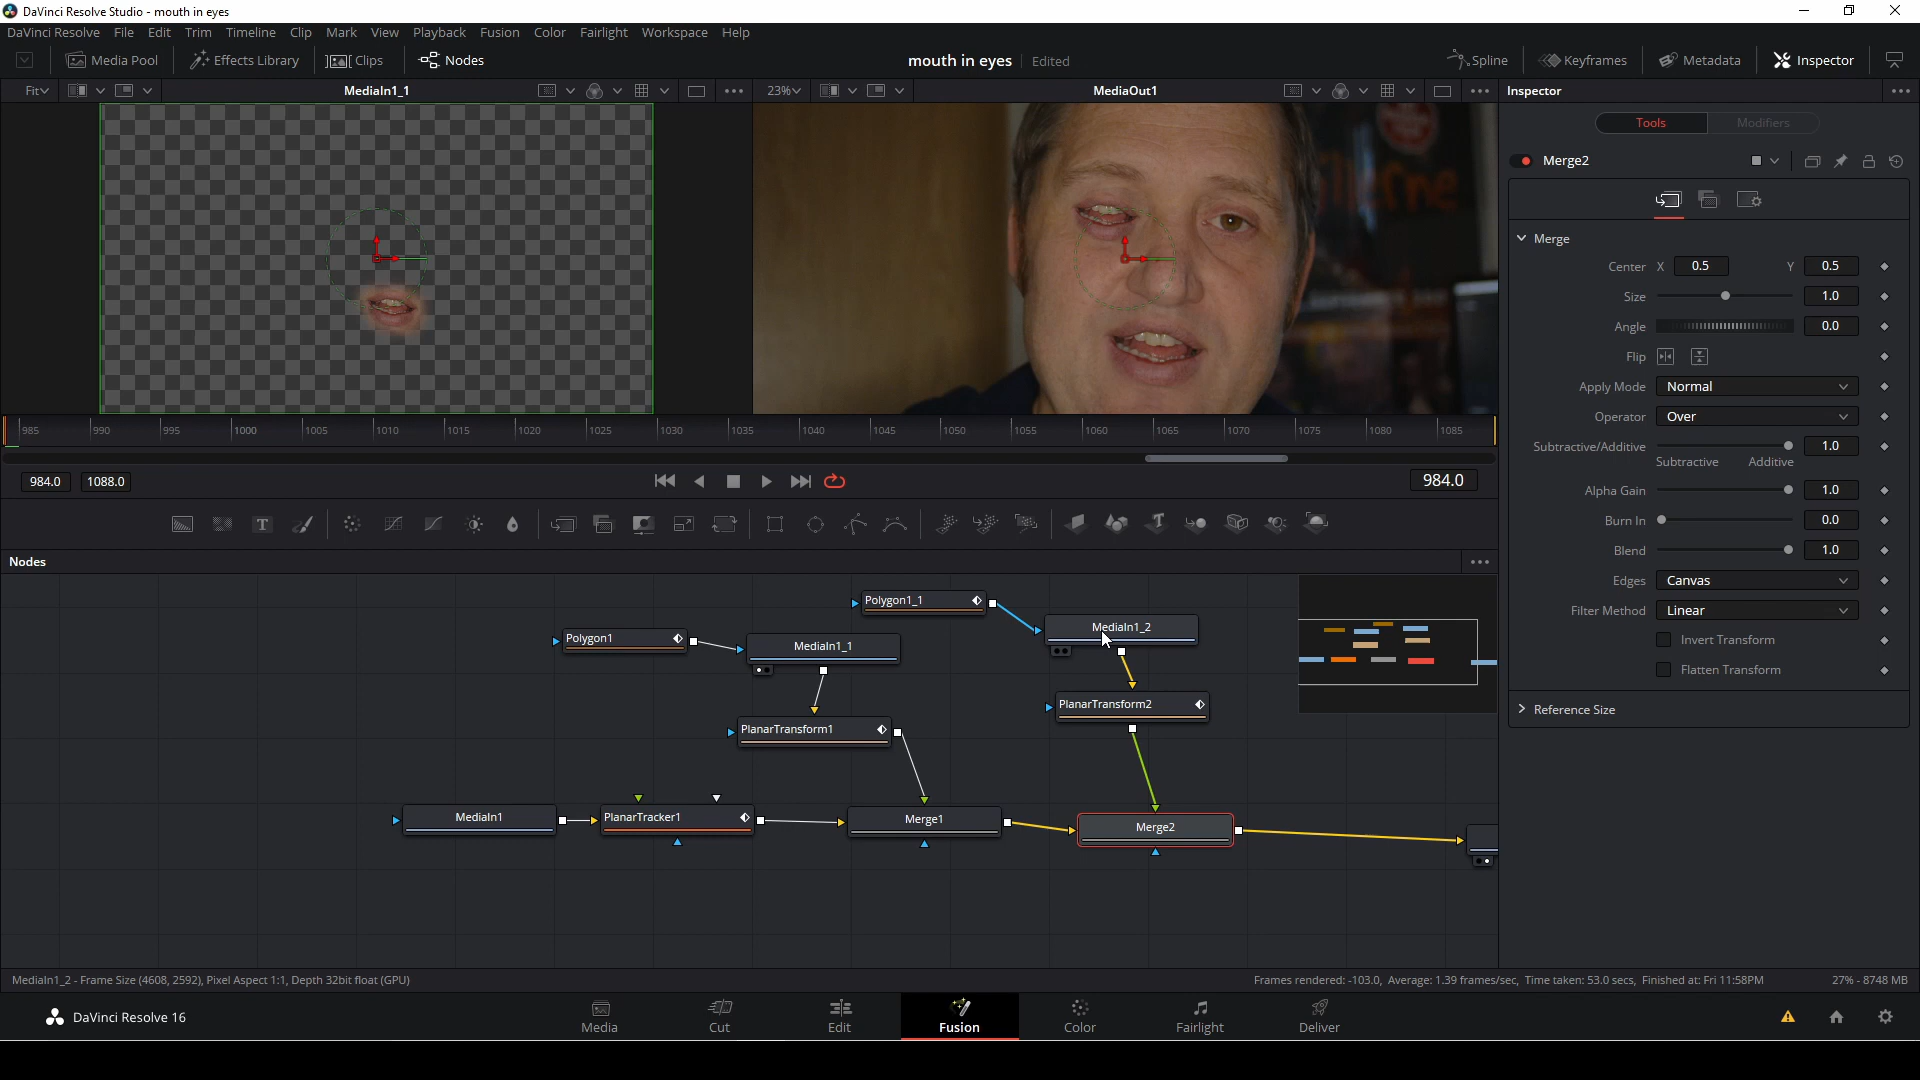 DaVinci Resolve Studio - mouth in eyes
DaVinci Resolve File Edit Trim Timeline Clip Mark View Playback Fusion Color Fairlight Workspace Help
Media Pool Effects Library Clips Nodes mouth in eyes Edited Spline Keyframes Metadata Inspector
Fit MediaIn1_1 23% MediaOut1 Inspector
Tools Modifiers
Merge2
Merge
Center X 0.5 Y 0.5
Size 1.0
Angle 0.0
Flip
Apply Mode Normal
Operator Over
Subtractive/Additive 1.0
Subtractive Additive
Alpha Gain 1.0
Burn In 0.0
Blend 1.0
Edges Canvas
Filter Method Linear
Invert Transform
Flatten Transform
Reference Size
985 990 995 1000 1005 1010 1015 1020 1025 1030 1035 1040 1045 1050 1055 1060 1065 1070 1075 1080 1085
984.0 1088.0 984.0
Nodes
Polygon1_1
MediaIn1_2
Polygon1
MediaIn1_1
PlanarTransform2
PlanarTransform1
MediaIn1 PlanarTracker1 Merge1 Merge2
MediaIn1_2 - Frame Size (4608, 2592), Pixel Aspect 1:1, Depth 32bit float (GPU)
Frames rendered: -103.0, Average: 1.39 frames/sec, Time taken: 53.0 secs, Finished at: Fri 11:58PM 27% - 8748 MB
DaVinci Resolve 16
Media Cut Edit Fusion Color Fairlight Deliver